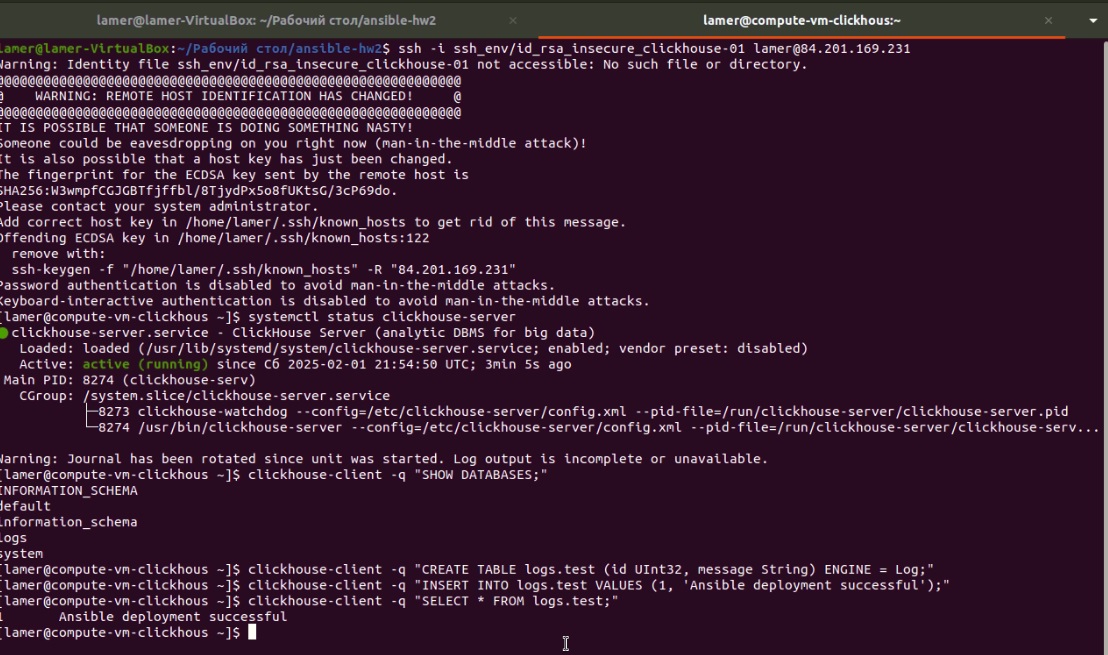 lamer@lamer-VirtualBox: ~/Рабочий стол/ansible-hw2
lamer@compute-vm-clickhous:~
lamer@lamer-VirtualBox:~/Рабочий стол/ansible-hw2$ ssh -i ssh_env/id_rsa_insecure_clickhouse-01 lamer@84.201.169.231
Warning: Identity file ssh_env/id_rsa_insecure_clickhouse-01 not accessible: No such file or directory.
@@@@@@@@@@@@@@@@@@@@@@@@@@@@@@@@@@@@@@@@@@@@@@@@@@@@@@@@@@@
@    WARNING: REMOTE HOST IDENTIFICATION HAS CHANGED!     @
@@@@@@@@@@@@@@@@@@@@@@@@@@@@@@@@@@@@@@@@@@@@@@@@@@@@@@@@@@@
IT IS POSSIBLE THAT SOMEONE IS DOING SOMETHING NASTY!
Someone could be eavesdropping on you right now (man-in-the-middle attack)!
It is also possible that a host key has just been changed.
The fingerprint for the ECDSA key sent by the remote host is
SHA256:W3wmpfCGJGBTfjffbl/8TjydPx5o8fUKtsG/3cP69do.
Please contact your system administrator.
Add correct host key in /home/lamer/.ssh/known_hosts to get rid of this message.
Offending ECDSA key in /home/lamer/.ssh/known_hosts:122
  remove with:
  ssh-keygen -f "/home/lamer/.ssh/known_hosts" -R "84.201.169.231"
Password authentication is disabled to avoid man-in-the-middle attacks.
Keyboard-interactive authentication is disabled to avoid man-in-the-middle attacks.
[lamer@compute-vm-clickhous ~]$ systemctl status clickhouse-server
● clickhouse-server.service - ClickHouse Server (analytic DBMS for big data)
   Loaded: loaded (/usr/lib/systemd/system/clickhouse-server.service; enabled; vendor preset: disabled)
   Active: active (running) since Сб 2025-02-01 21:54:50 UTC; 3min 5s ago
 Main PID: 8274 (clickhouse-serv)
   CGroup: /system.slice/clickhouse-server.service
           ├─8273 clickhouse-watchdog --config=/etc/clickhouse-server/config.xml --pid-file=/run/clickhouse-server/clickhouse-server.pid
           └─8274 /usr/bin/clickhouse-server --config=/etc/clickhouse-server/config.xml --pid-file=/run/clickhouse-server/clickhouse-serv...
Warning: Journal has been rotated since unit was started. Log output is incomplete or unavailable.
[lamer@compute-vm-clickhous ~]$ clickhouse-client -q "SHOW DATABASES;"
INFORMATION_SCHEMA
default
information_schema
logs
system
[lamer@compute-vm-clickhous ~]$ clickhouse-client -q "CREATE TABLE logs.test (id UInt32, message String) ENGINE = Log;"
[lamer@compute-vm-clickhous ~]$ clickhouse-client -q "INSERT INTO logs.test VALUES (1, 'Ansible deployment successful');"
[lamer@compute-vm-clickhous ~]$ clickhouse-client -q "SELECT * FROM logs.test;"
1       Ansible deployment successful
[lamer@compute-vm-clickhous ~]$